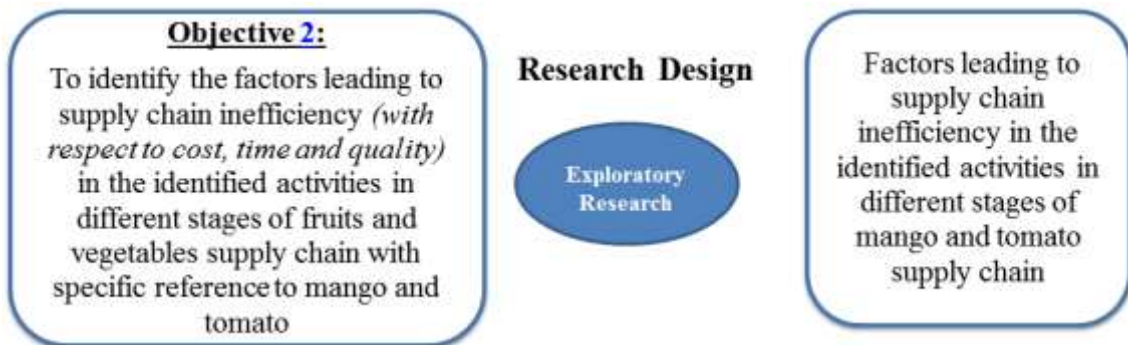 Objective 2:
To identify the factors leading to
supply chain inefficiency (with
respect to cost, time and quality)
in the identified activities in
different stages of fruits and
vegetables supply chain with
specific reference to mango and
tomato
Research Design
Exploratory
Research
Factors leading to
supply chain
inefficiency in the
identified activities in
different stages of
mango and tomato
supply chain